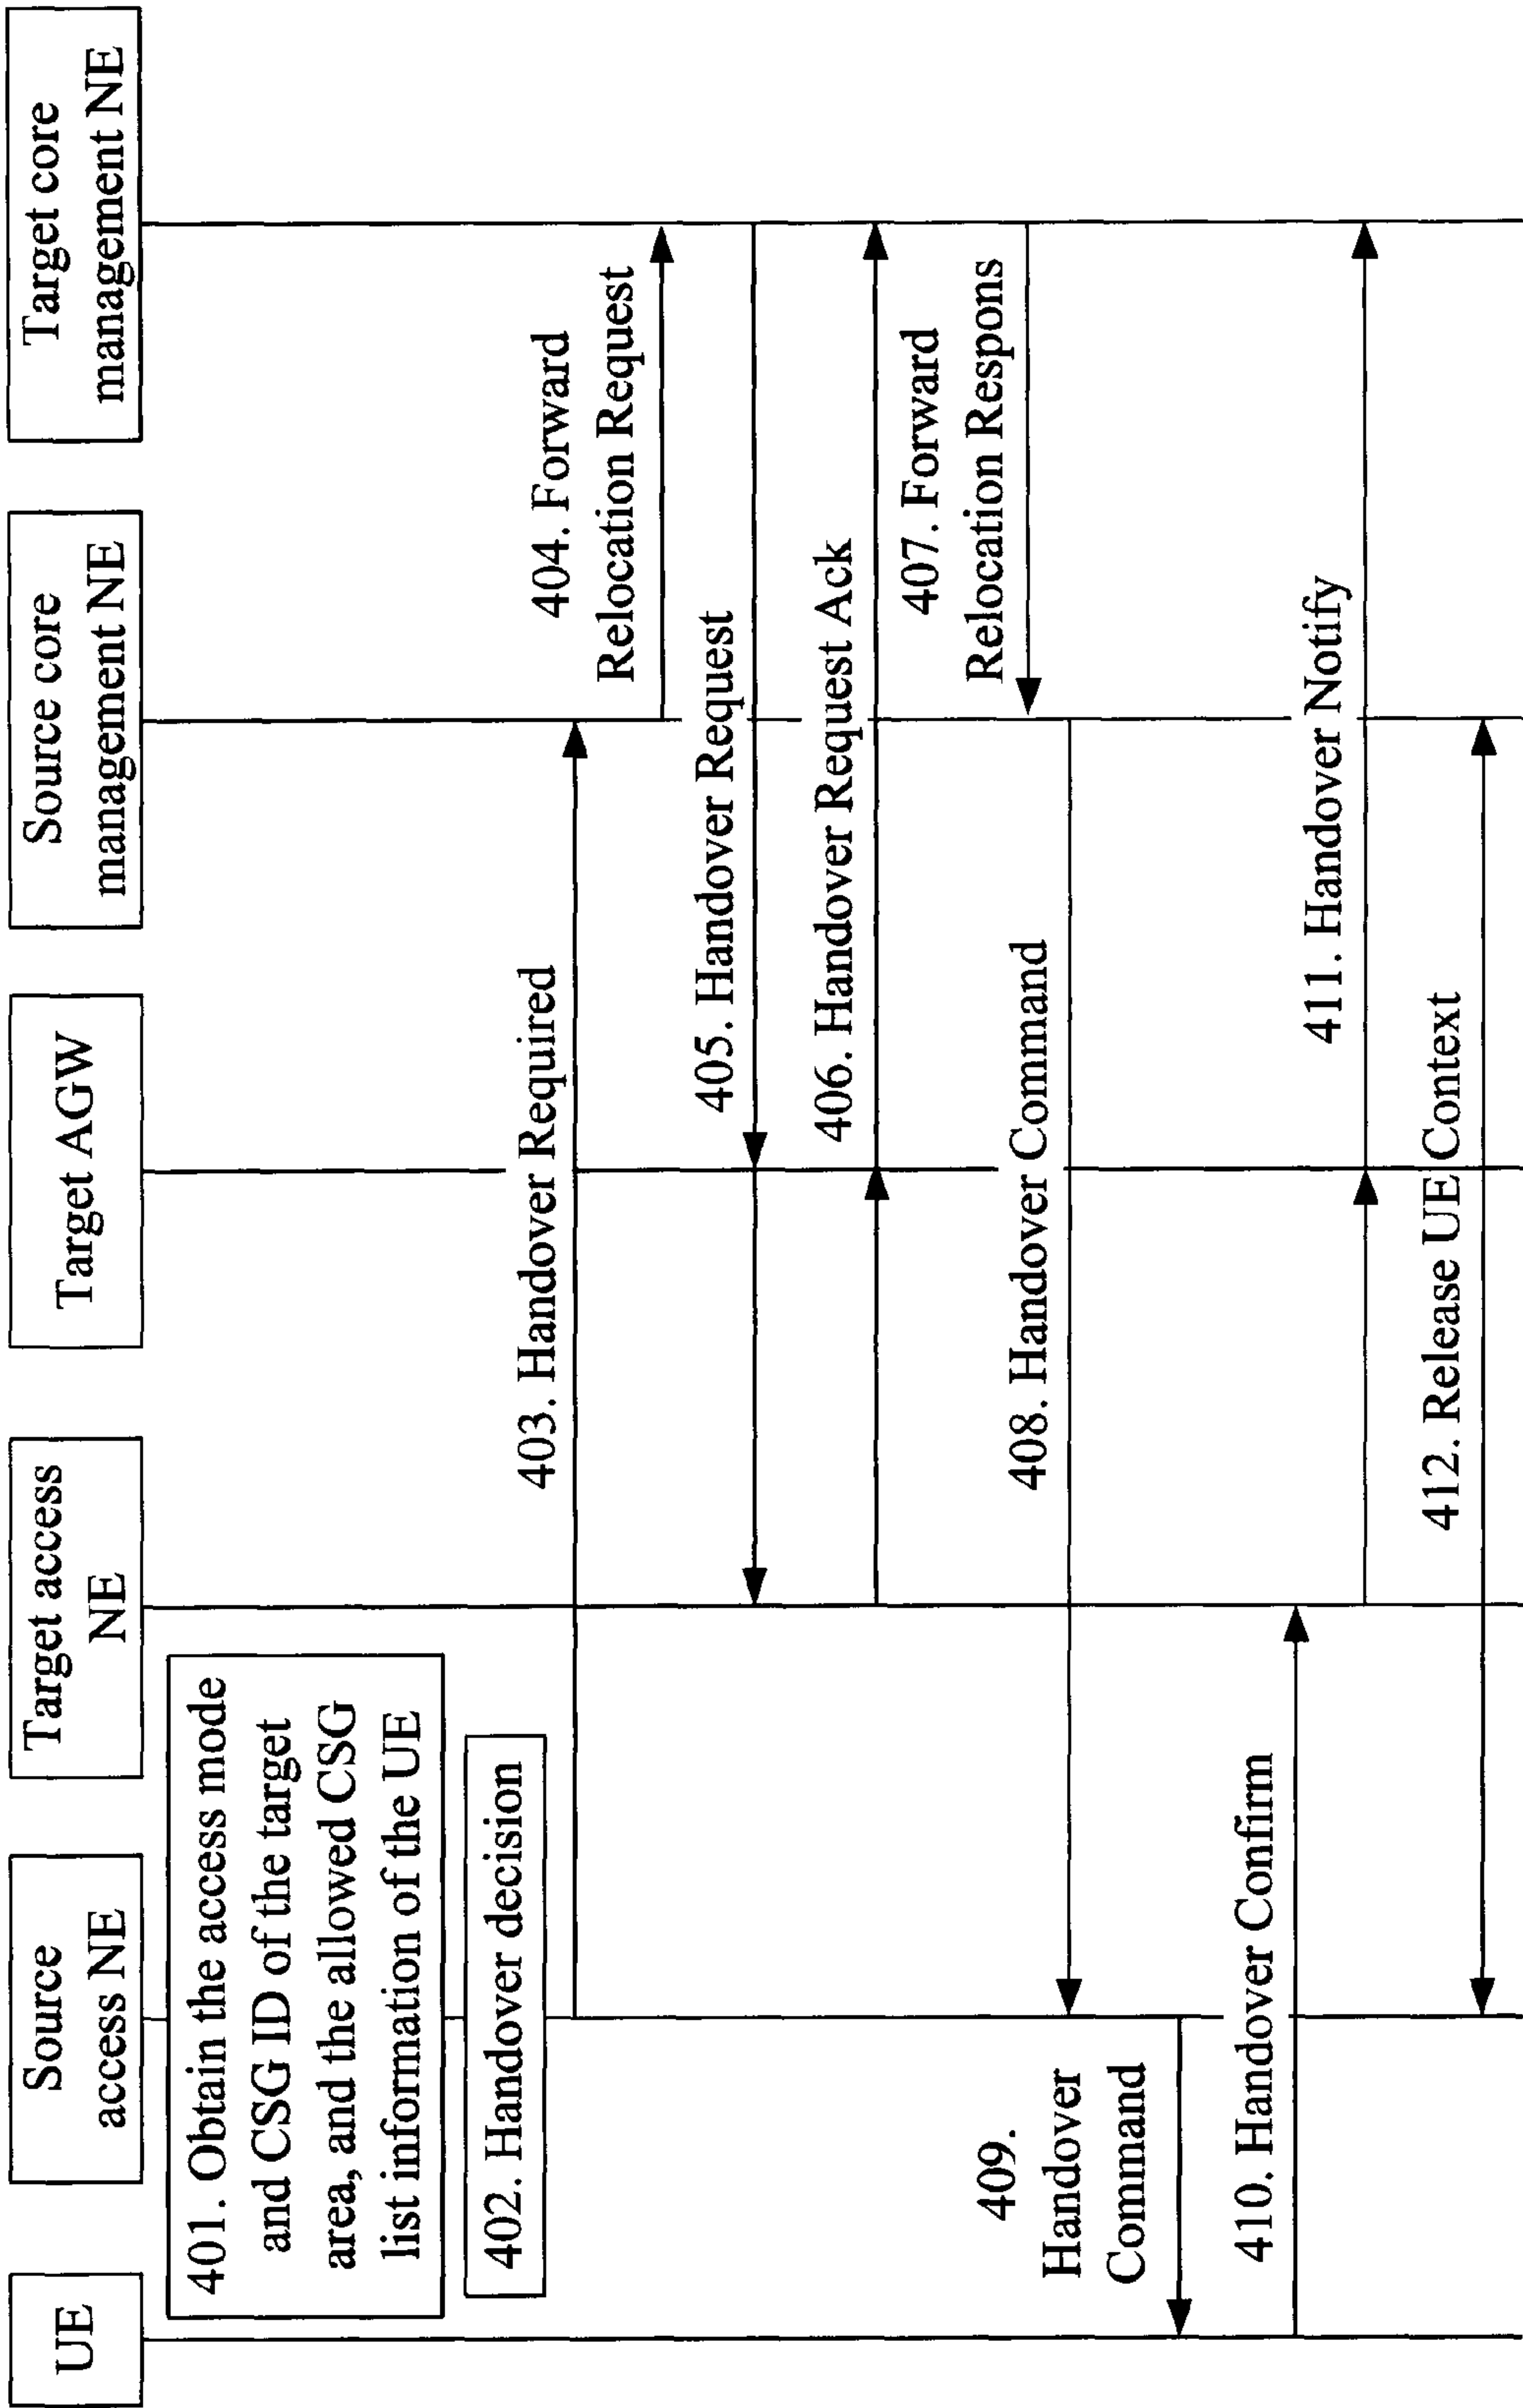 UE
Source
access NE
Target access
NE
Target AGW
Source core
management NE
Target core
management NE
401. Obtain the access mode
and CSG ID of the target
area, and the allowed CSG
list information of the UE
402. Handover decision
403. Handover Required
404. Forward
Relocation Request
405. Handover Request
406. Handover Request Ack
407. Forward
Relocation Respons
408. Handover Command
409.
Handover
Command
410. Handover Confirm
411. Handover Notify
412. Release UE Context